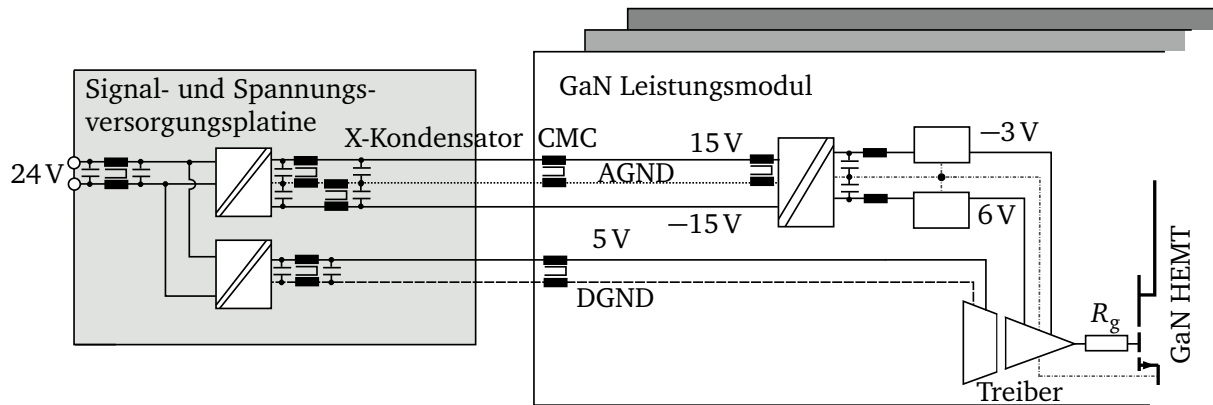 GaN Leistungsmodul
Signal- und Spannungs-
versorgungsplatine
X-Kondensator CMC
15 V
−3 V
24 V
AGND
−15 V
6 V
5 V
DGND
R_g
Treiber
GaN HEMT